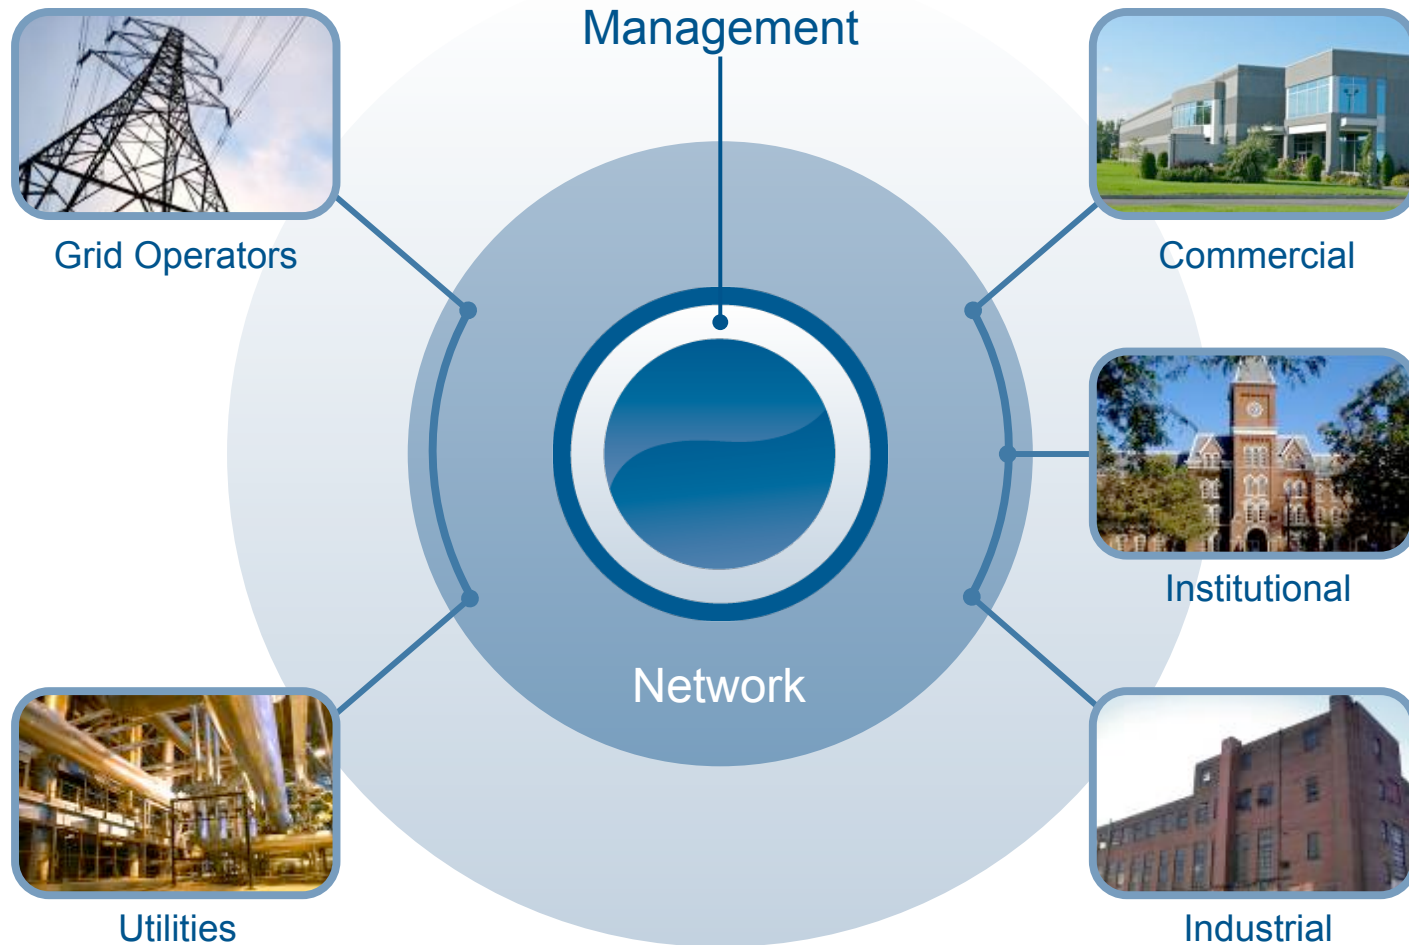 Management
Grid Operators
Commercial
Institutional
Network
Utilities
Industrial